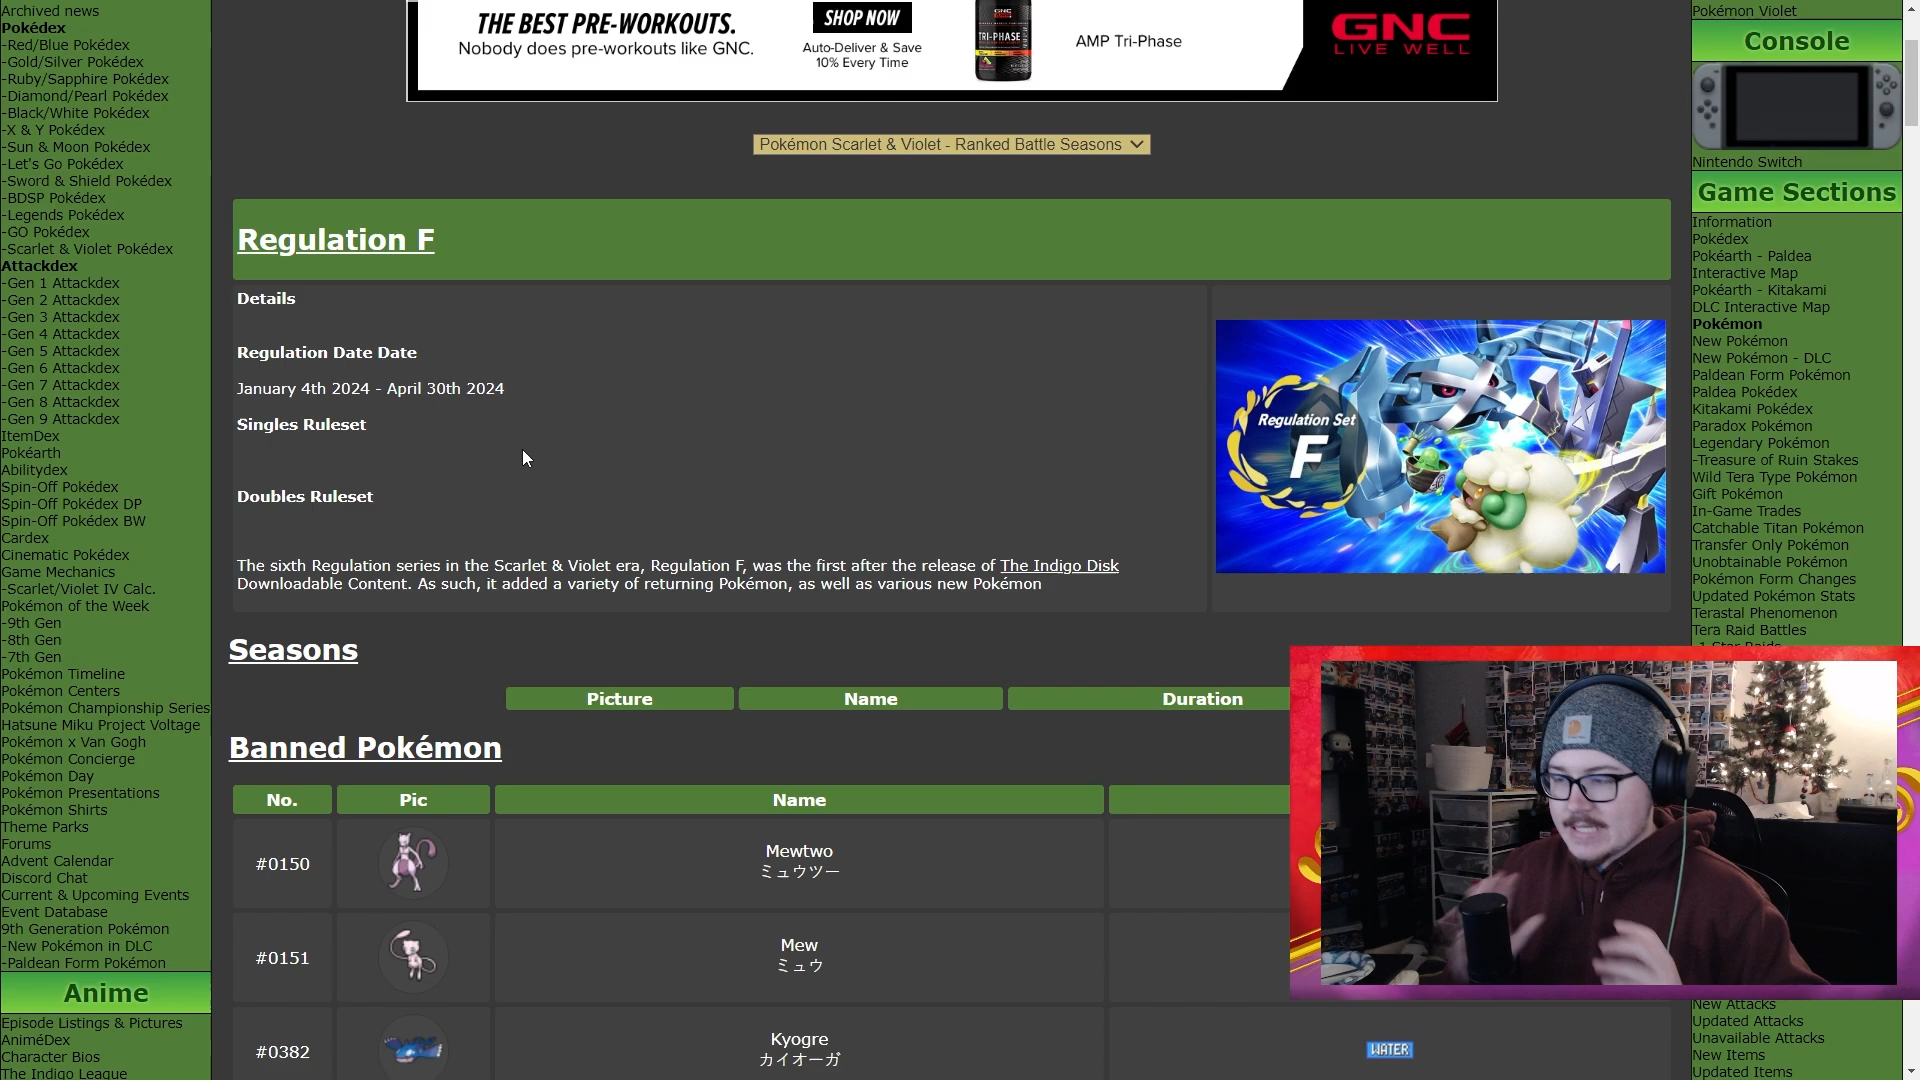 Archived news
Pokédex
-Red/Blue Pokédex
-Gold/Silver Pokédex
-Ruby/Sapphire Pokédex
-Diamond/Pearl Pokédex
-Black/White Pokédex
-X & Y Pokédex
-Sun & Moon Pokédex
-Let's Go Pokédex
-Sword & Shield Pokédex
-BDSP Pokédex
-Legends Pokédex
-GO Pokédex
-Scarlet & Violet Pokédex
Attackdex
-Gen 1 Attackdex
-Gen 2 Attackdex
-Gen 3 Attackdex
-Gen 4 Attackdex
-Gen 5 Attackdex
-Gen 6 Attackdex
-Gen 7 Attackdex
-Gen 8 Attackdex
-Gen 9 Attackdex
ItemDex
Pokéarth
Abilitydex
Spin-Off Pokédex
Spin-Off Pokédex DP
Spin-Off Pokédex BW
Cardex
Cinematic Pokédex
Game Mechanics
-Scarlet/Violet IV Calc.
Pokémon of the Week
-9th Gen
-8th Gen
-7th Gen
Pokémon Timeline
Pokémon Centers
Pokémon Championship Series
Hatsune Miku Project Voltage
Pokémon x Van Gogh
Pokémon Concierge
Pokémon Day
Pokémon Presentations
Pokémon Shirts
Theme Parks
Forums
Advent Calendar
Discord Chat
Current & Upcoming Events
Event Database
9th Generation Pokémon
-New Pokémon in DLC
-Paldean Form Pokémon
Anime
Episode Listings & Pictures
AniméDex
Character Bios
The Indigo League
THE BEST PRE-WORKOUTS.
Nobody does pre-workouts like GNC.
SHOP NOW
Auto-Deliver & Save
10% Every Time
GNC
TRI-PHASE
AMP Tri-Phase
GNC
LIVE WELL
Pokémon Scarlet & Violet - Ranked Battle Seasons
Regulation F
Details
Regulation Date Date
January 4th 2024 - April 30th 2024
Singles Ruleset
Doubles Ruleset
The sixth Regulation series in the Scarlet & Violet era, Regulation F, was the first after the release of The Indigo Disk
Downloadable Content. As such, it added a variety of returning Pokémon, as well as various new Pokémon
Regulation Set
F
Seasons
Picture Name Duration
Banned Pokémon
No. Pic Name
#0150
Mewtwo
ミュウツー
#0151
Mew
ミュウ
#0382
Kyogre
カイオーガ
WATER
Pokémon Violet
Console
Nintendo Switch
Game Sections
Information
Pokédex
Pokéarth - Paldea
Interactive Map
Pokéarth - Kitakami
DLC Interactive Map
Pokémon
New Pokémon
New Pokémon - DLC
Paldean Form Pokémon
Paldea Pokédex
Kitakami Pokédex
Paradox Pokémon
Legendary Pokémon
-Treasure of Ruin Stakes
Wild Tera Type Pokémon
Gift Pokémon
In-Game Trades
Catchable Titan Pokémon
Transfer Only Pokémon
Unobtainable Pokémon
Pokémon Form Changes
Updated Pokémon Stats
Terastal Phenomenon
Tera Raid Battles
New Attacks
Updated Attacks
Unavailable Attacks
New Items
Updated Items